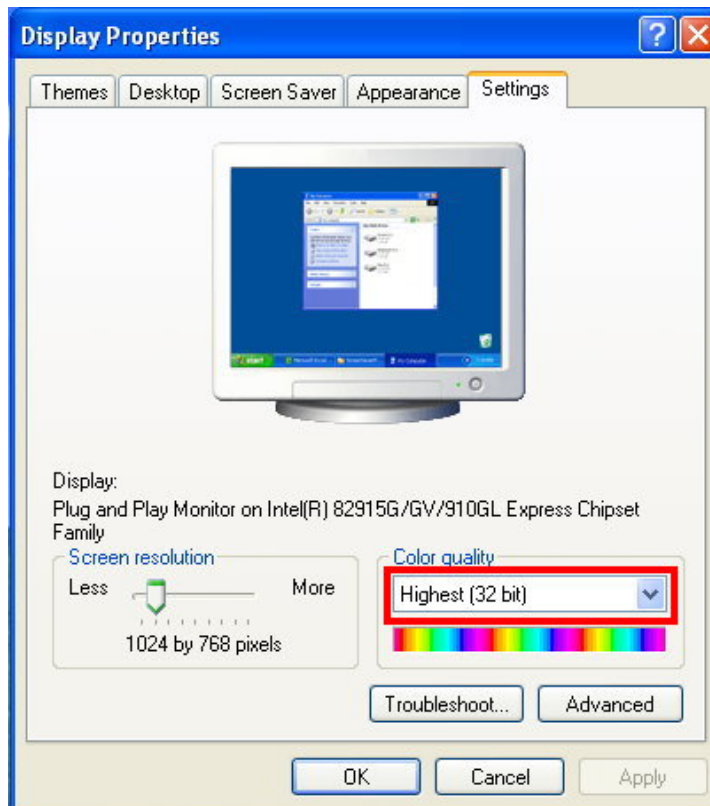 Display Properties
Themes Desktop Screen Saver Appearance Settings
start
Display:
Plug and Play Monitor on Intel(R) 82915G/GV/910GL Express Chipset
Family
Screen resolution
Less More
1024 by 768 pixels
Color quality
Highest (32 bit)
Troubleshoot... Advanced
OK Cancel Apply